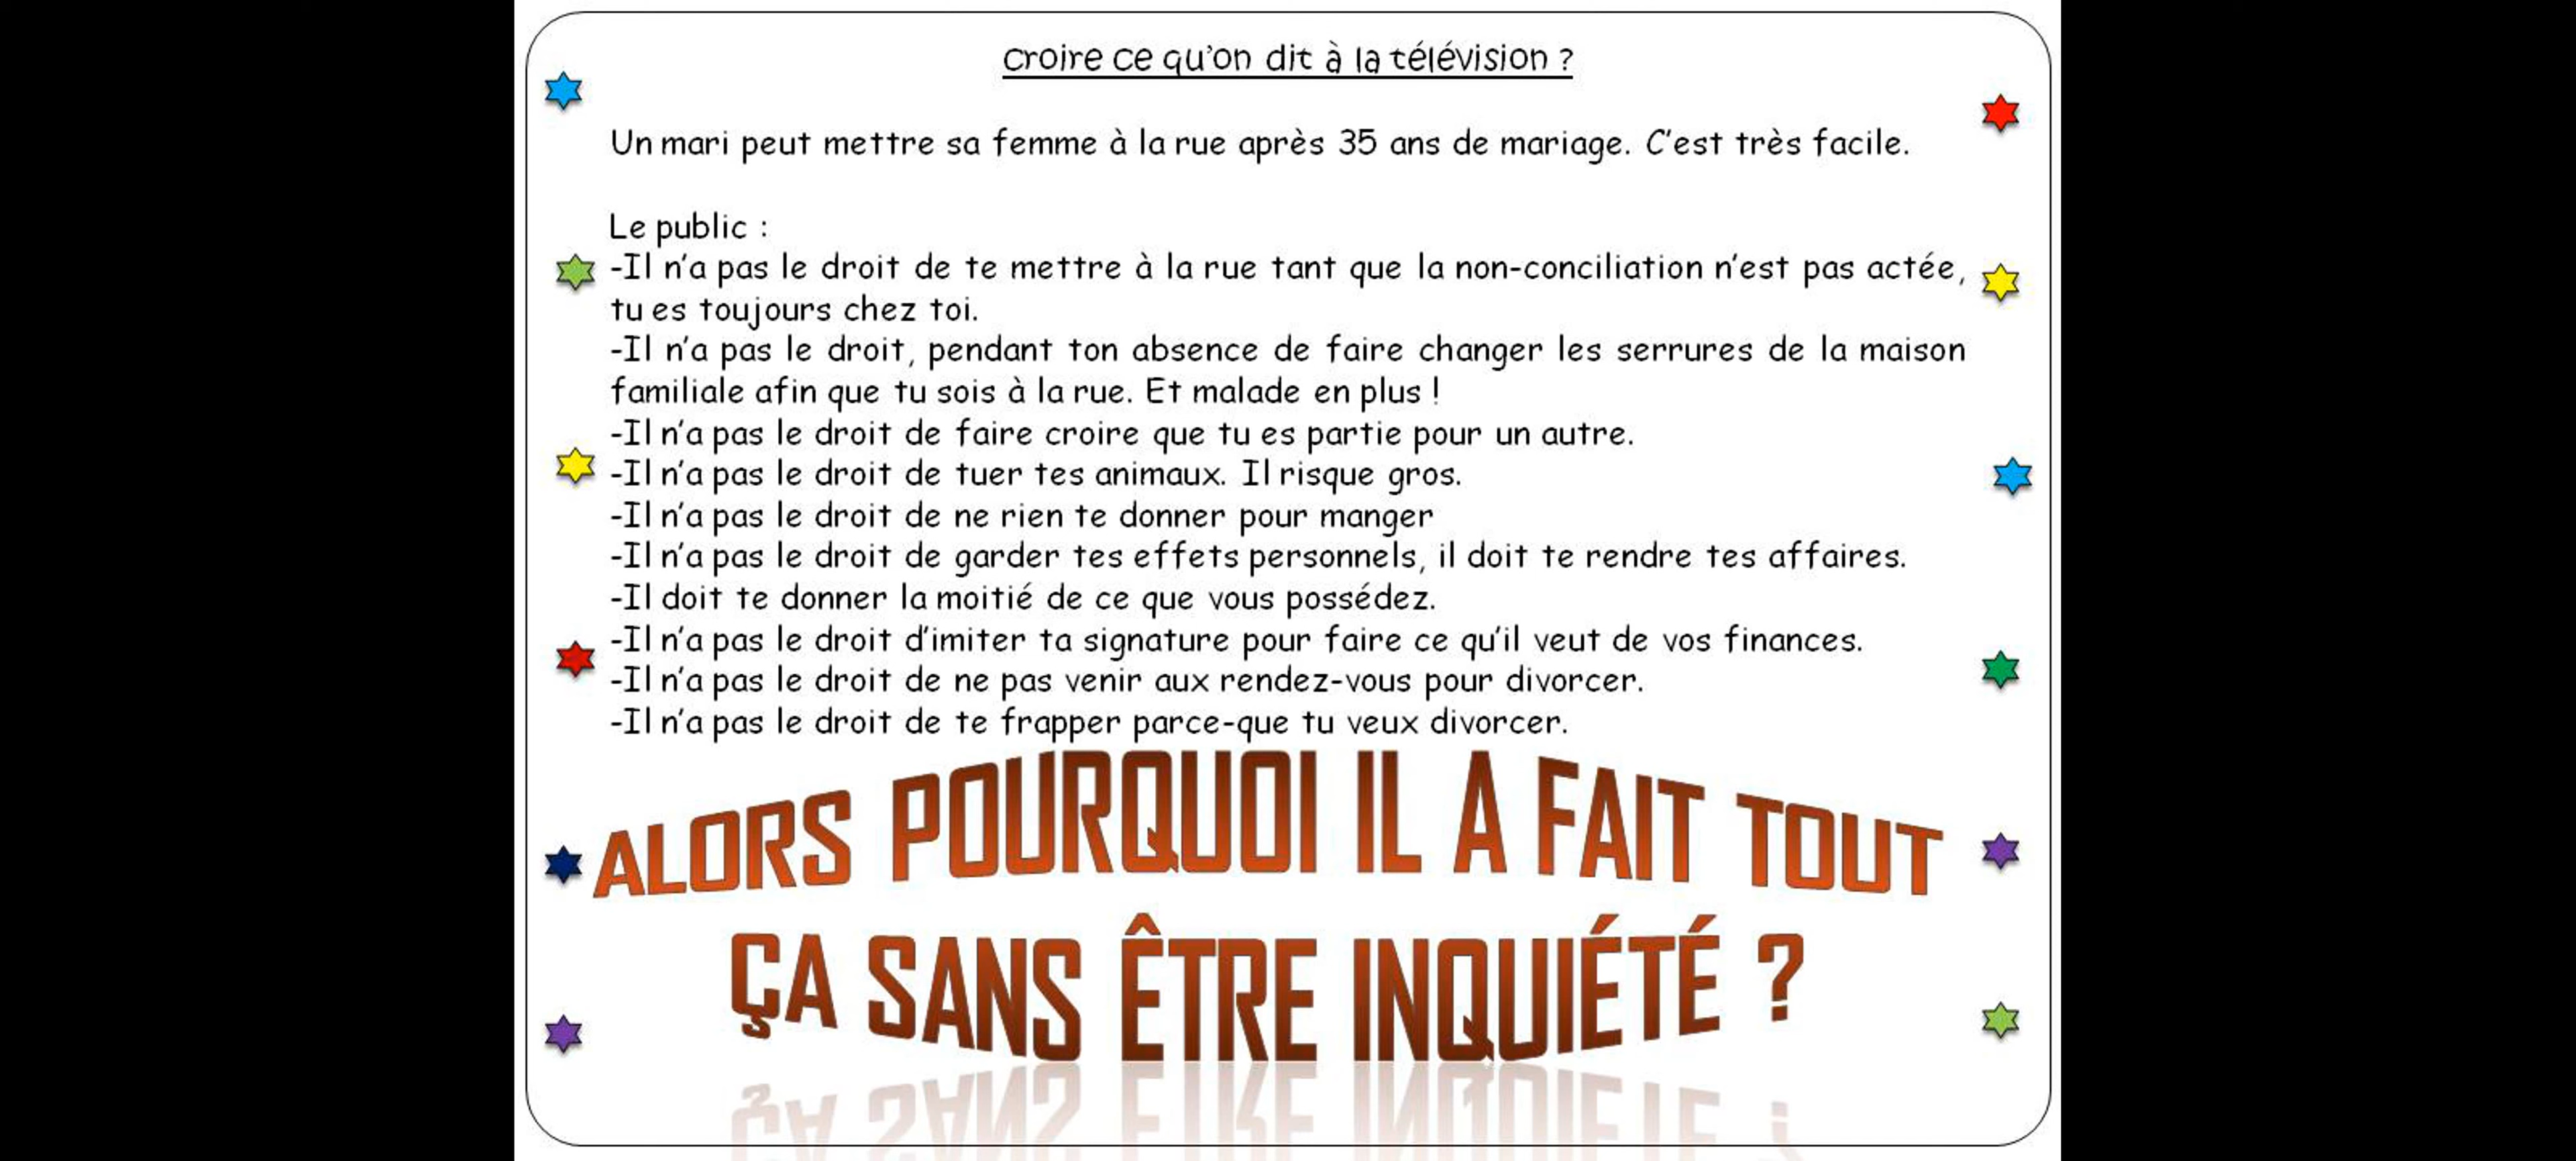 croire ce qu'on dit à la télévision ?
Un mari peut mettre sa femme à la rue après 35 ans de mariage. C'est très facile.
Le public :
-Il n'a pas le droit de te mettre à la rue tant que la non-conciliation n'est pas actée,
tu es toujours chez toi.
-Il n'a pas le droit, pendant ton absence de faire changer les serrures de la maison
familiale afin que tu sois à la rue. Et malade en plus !
-Il n'a pas le droit de faire croire que tu es partie pour un autre.
-Il n'a pas le droit de tuer tes animaux. Il risque gros.
-Il n'a pas le droit de ne rien te donner pour manger
-Il n'a pas le droit de garder tes effets personnels, il doit te rendre tes affaires.
-Il doit te donner la moitié de ce que vous possédez.
-Il n'a pas le droit d'imiter ta signature pour faire ce qu'il veut de vos finances.
-Il n'a pas le droit de ne pas venir aux rendez-vous pour divorcer.
-Il n'a pas le droit de te frapper parce-que tu veux divorcer.
ALORS POURQUOI IL A FAIT TOUT
ÇA SANS ÊTRE INQUIÉTÉ ?